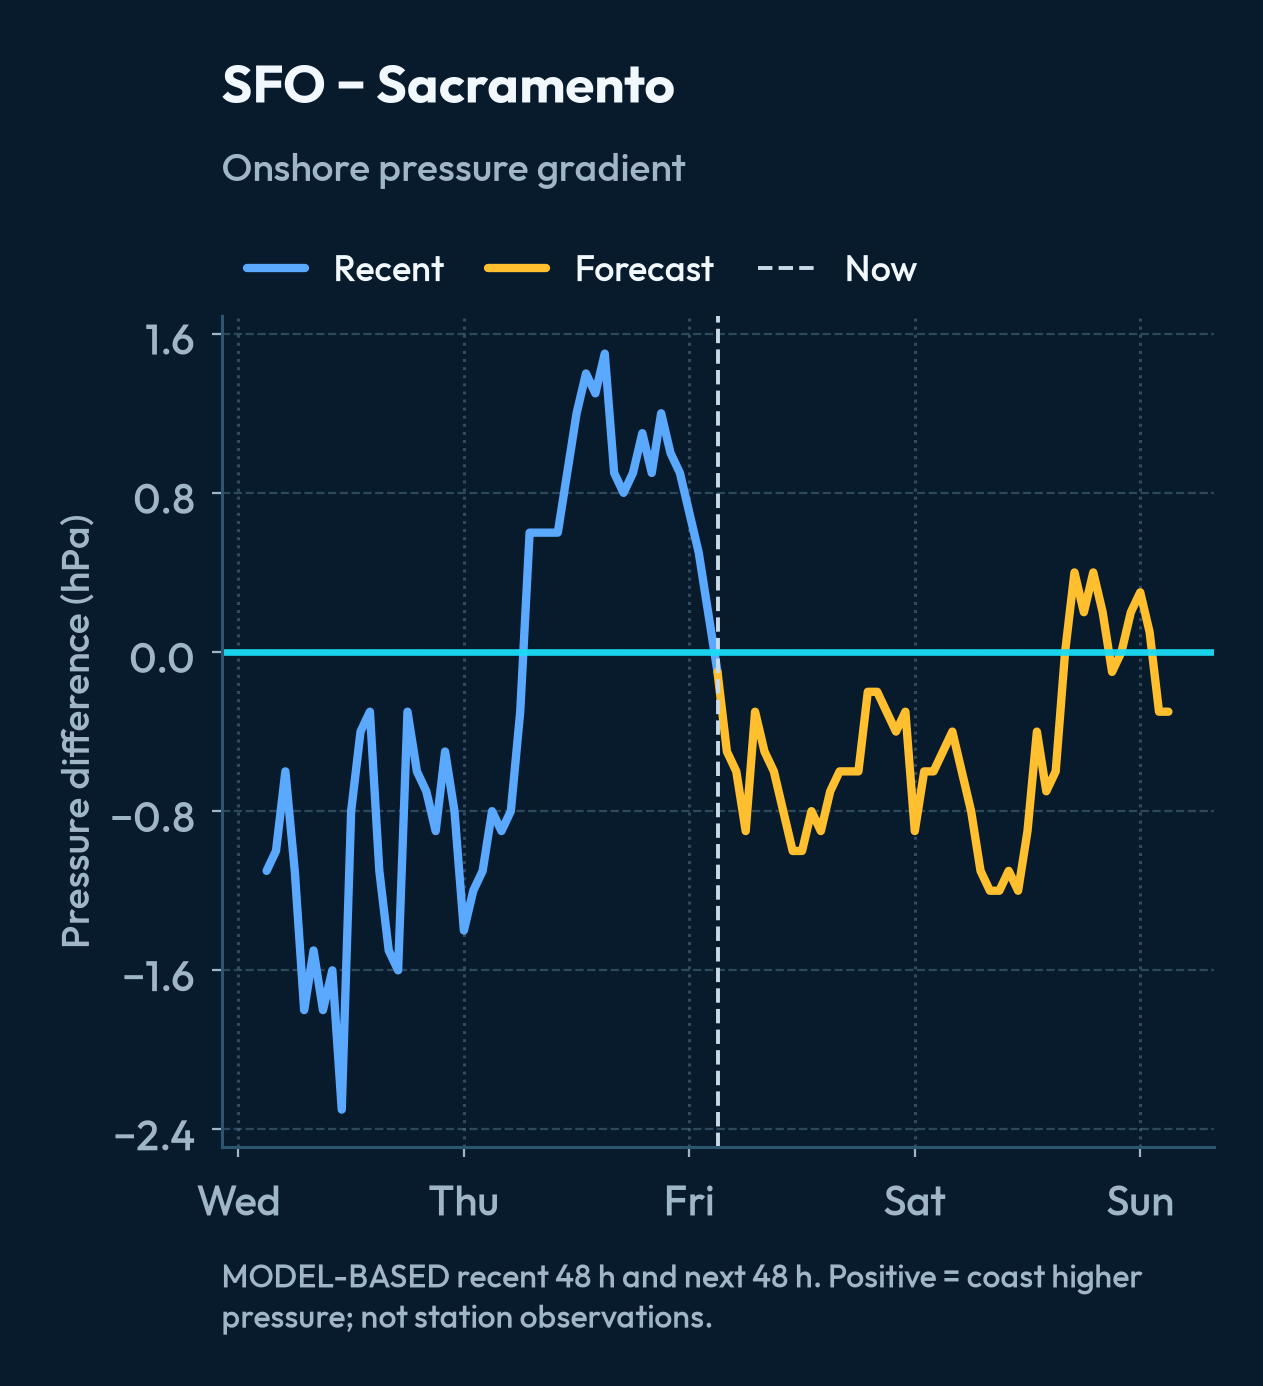 SFO – Sacramento
Onshore pressure gradient
Recent
Forecast
Now
Pressure difference (hPa)
1.6
0.8
0.0
−0.8
−1.6
−2.4
Wed
Thu
Fri
Sat
Sun
MODEL-BASED recent 48 h and next 48 h. Positive = coast higher
pressure; not station observations.